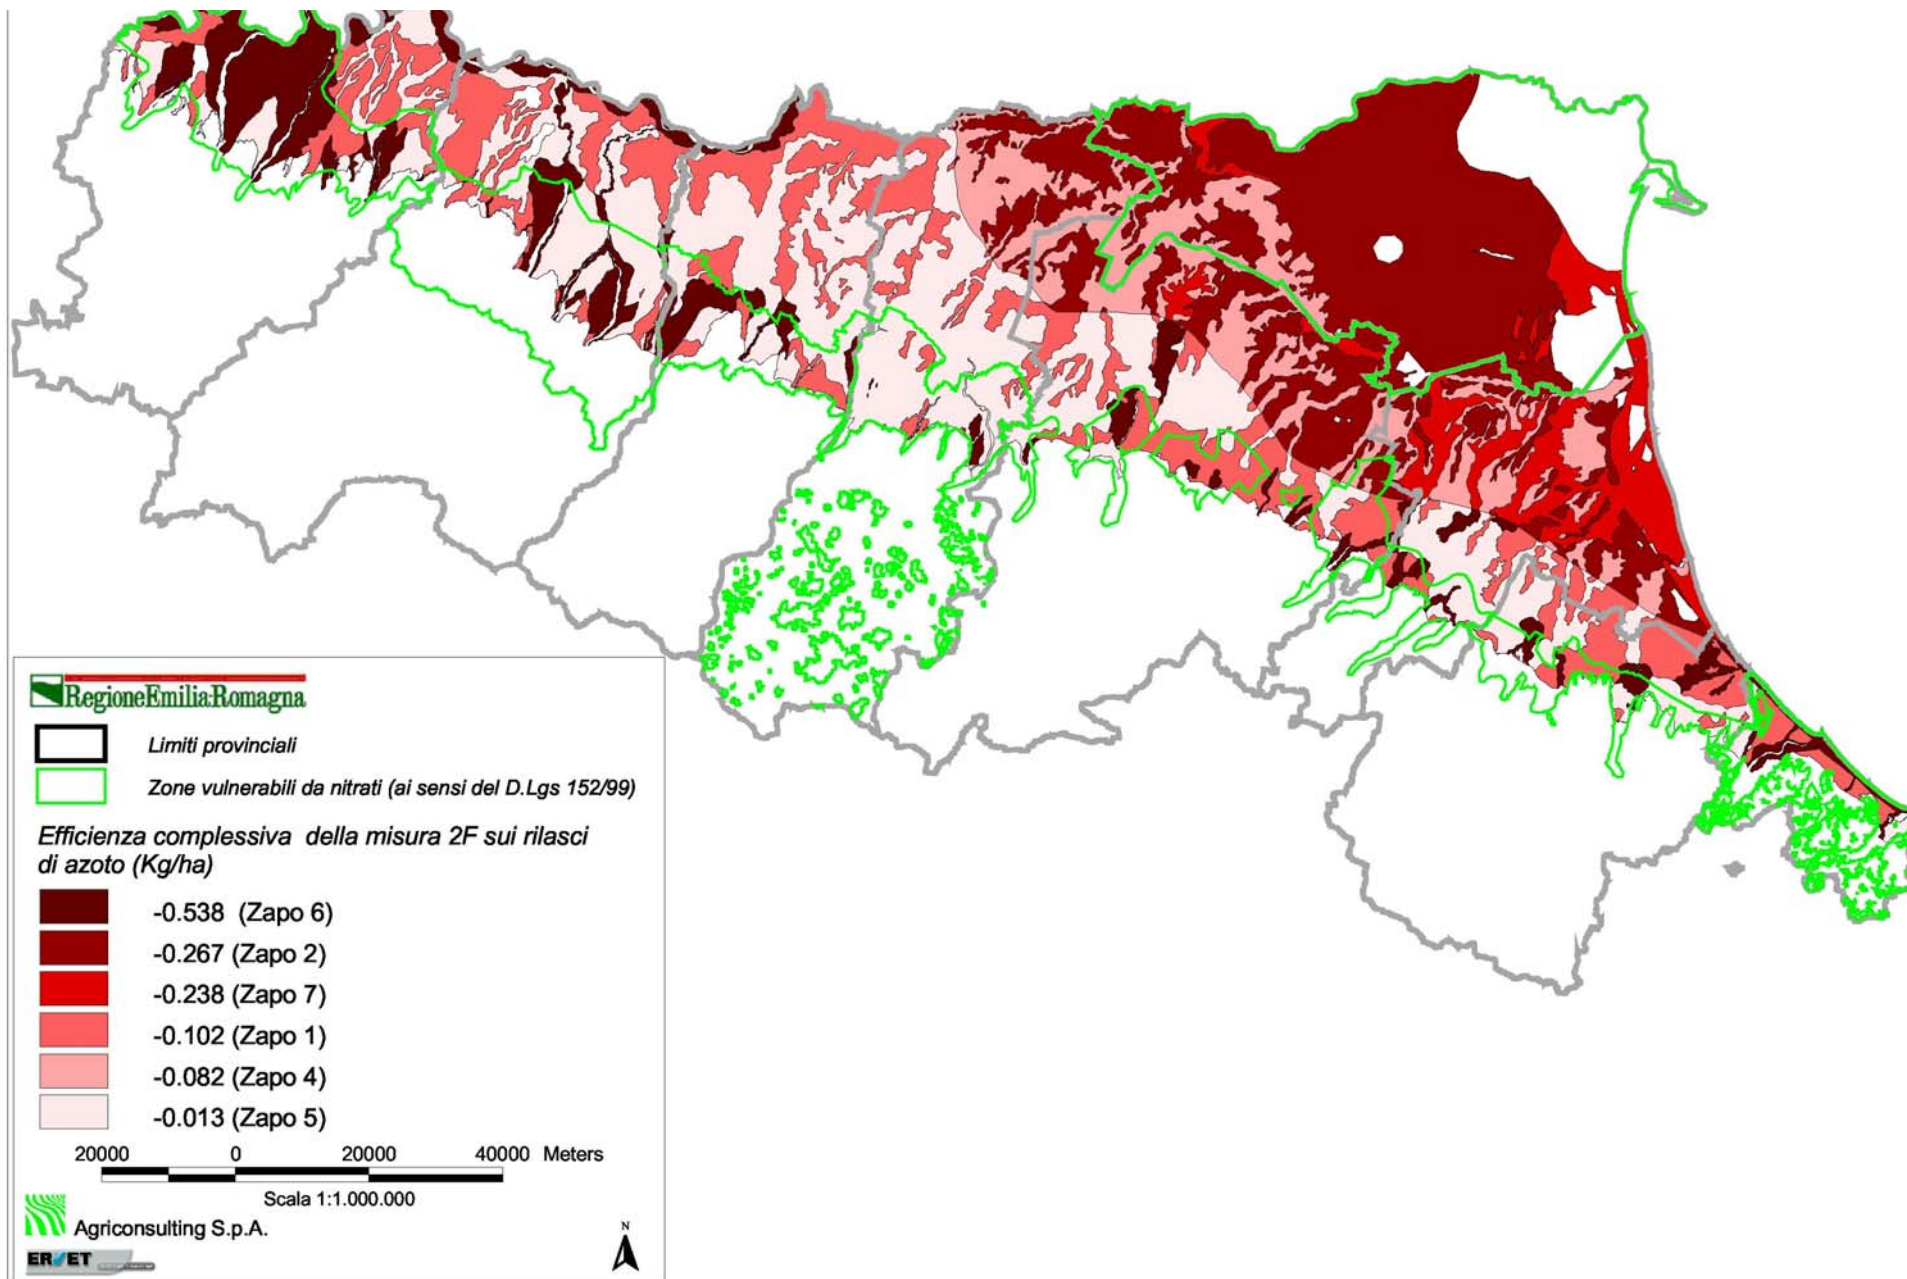 RegioneEmilia-Romagna
Limiti provinciali
Zone vulnerabili da nitrati (ai sensi del D.Lgs 152/99)
Efficienza complessiva della misura 2F sui rilasci
di azoto (Kg/ha)
-0.538 (Zapo 6)
-0.267 (Zapo 2)
-0.238 (Zapo 7)
-0.102 (Zapo 1)
-0.082 (Zapo 4)
-0.013 (Zapo 5)
20000 0 20000 40000 Meters
Scala 1:1.000.000
Agriconsulting S.p.A.
N
ERVET